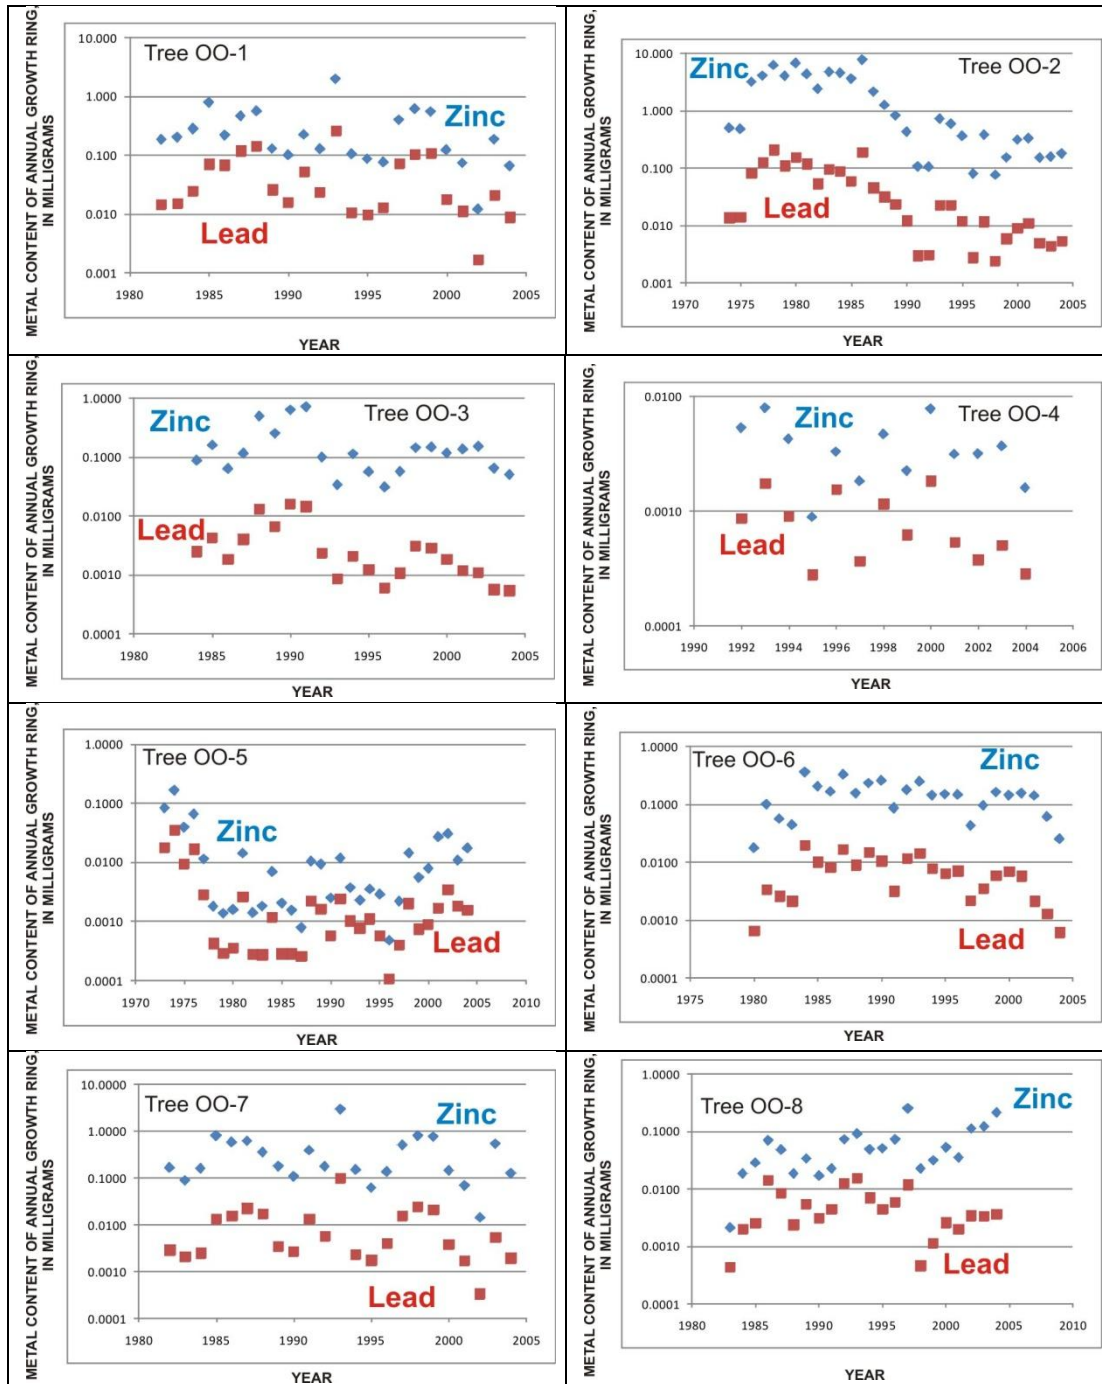 METAL CONTENT OF ANNUAL GROWTH RING,
IN MILLIGRAMS
Tree OO-1
10.000
1.000
0.100
0.010
0.001
Zinc
Lead
1980 1985 1990 1995 2000 2005
YEAR
METAL CONTENT OF ANNUAL GROWTH RING,
IN MILLIGRAMS
Tree OO-2
10.000
1.000
0.100
0.010
0.001
Zinc
Lead
1970 1975 1980 1985 1990 1995 2000 2005
YEAR
METAL CONTENT OF ANNUAL GROWTH RING,
IN MILLIGRAMS
Tree OO-3
1.0000
0.1000
0.0100
0.0010
0.0001
Zinc
Lead
1980 1985 1990 1995 2000 2005
YEAR
METAL CONTENT OF ANNUAL GROWTH RING,
IN MILLIGRAMS
Tree OO-4
0.0100
0.0010
0.0001
Zinc
Lead
1990 1992 1994 1996 1998 2000 2002 2004 2006
YEAR
METAL CONTENT OF ANNUAL GROWTH RING,
IN MILLIGRAMS
Tree OO-5
1.0000
0.1000
0.0100
0.0010
0.0001
Zinc
Lead
1970 1975 1980 1985 1990 1995 2000 2005 2010
YEAR
METAL CONTENT OF ANNUAL GROWTH RING,
IN MILLIGRAMS
Tree OO-6
1.0000
0.1000
0.0100
0.0010
0.0001
Zinc
Lead
1975 1980 1985 1990 1995 2000 2005
YEAR
METAL CONTENT OF ANNUAL GROWTH RING,
IN MILLIGRAMS
Tree OO-7
10.0000
1.0000
0.1000
0.0100
0.0010
0.0001
Zinc
Lead
1980 1985 1990 1995 2000 2005
YEAR
METAL CONTENT OF ANNUAL GROWTH RING,
IN MILLIGRAMS
Tree OO-8
1.0000
0.1000
0.0100
0.0010
0.0001
Zinc
Lead
1980 1985 1990 1995 2000 2005 2010
YEAR